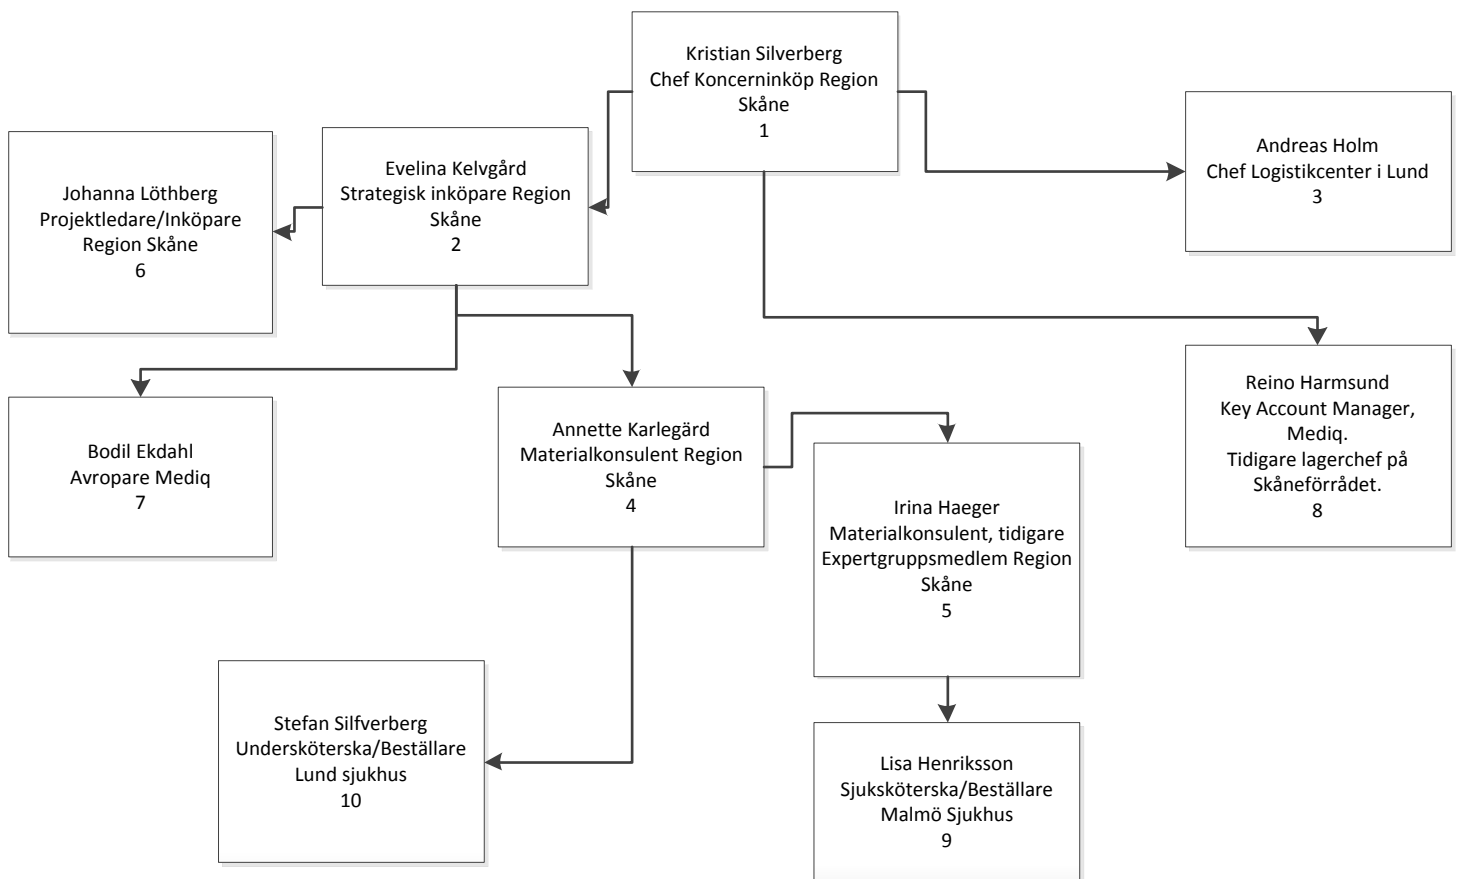 Kristian Silverberg
Chef Koncerninköp Region
Skåne
1
Andreas Holm
Chef Logistikcenter i Lund
3
Evelina Kelvgård
Strategisk inköpare Region
Skåne
2
Johanna Löthberg
Projektledare/Inköpare
Region Skåne
6
Reino Harmsund
Key Account Manager,
Mediq.
Tidigare lagerchef på
Skåneförrådet.
8
Bodil Ekdahl
Avropare Mediq
7
Annette Karlegärd
Materialkonsulent Region
Skåne
4
Irina Haeger
Materialkonsulent, tidigare
Expertgruppsmedlem Region
Skåne
5
Stefan Silfverberg
Undersköterska/Beställare
Lund sjukhus
10
Lisa Henriksson
Sjuksköterska/Beställare
Malmö Sjukhus
9